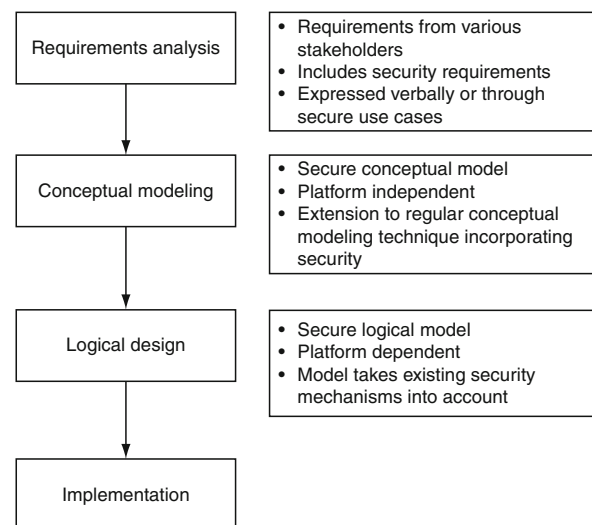 Requirements analysis
• Requirements from various
stakeholders
• Includes security requirements
• Expressed verbally or through
secure use cases
Conceptual modeling
• Secure conceptual model
• Platform independent
• Extension to regular conceptual
modeling technique incorporating
security
Logical design
• Secure logical model
• Platform dependent
• Model takes existing security
mechanisms into account
Implementation